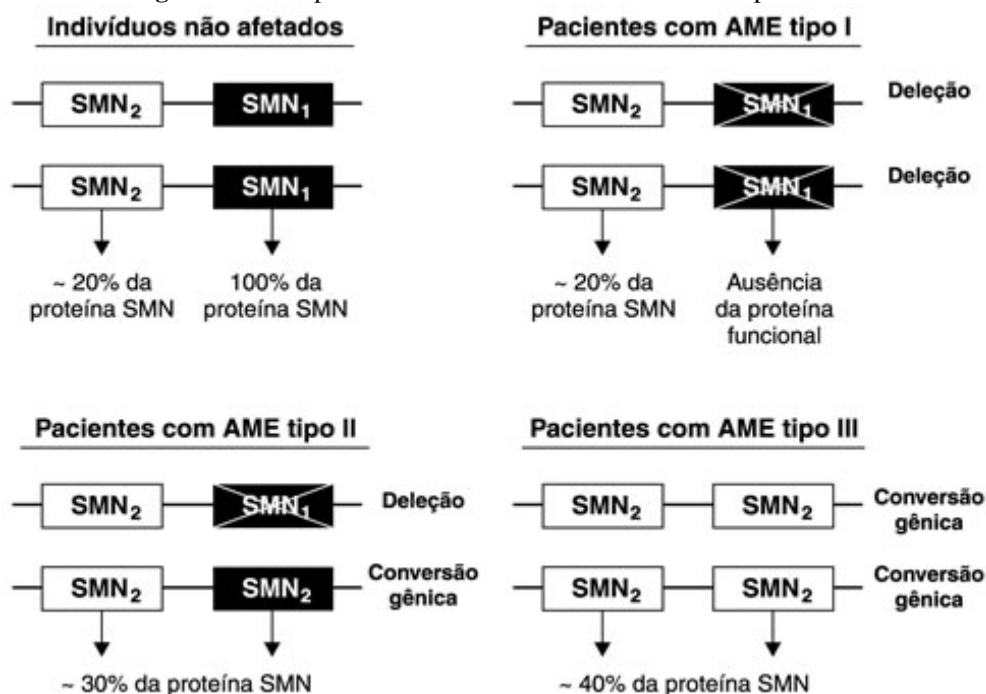 Indivíduos não afetados
SMN2 SMN1
SMN2 SMN1
~ 20% da
proteína SMN
100% da
proteína SMN
Pacientes com AME tipo I
SMN2 SMN1 Deleção
SMN2 SMN1 Deleção
~ 20% da
proteína SMN
Ausência
da proteína
funcional
Pacientes com AME tipo II
SMN2 SMN1 Deleção
SMN2 SMN2 Conversão
gênica
~ 30% da proteína SMN
Pacientes com AME tipo III
SMN2 SMN2 Conversão
gênica
SMN2 SMN2 Conversão
gênica
~ 40% da proteína SMN